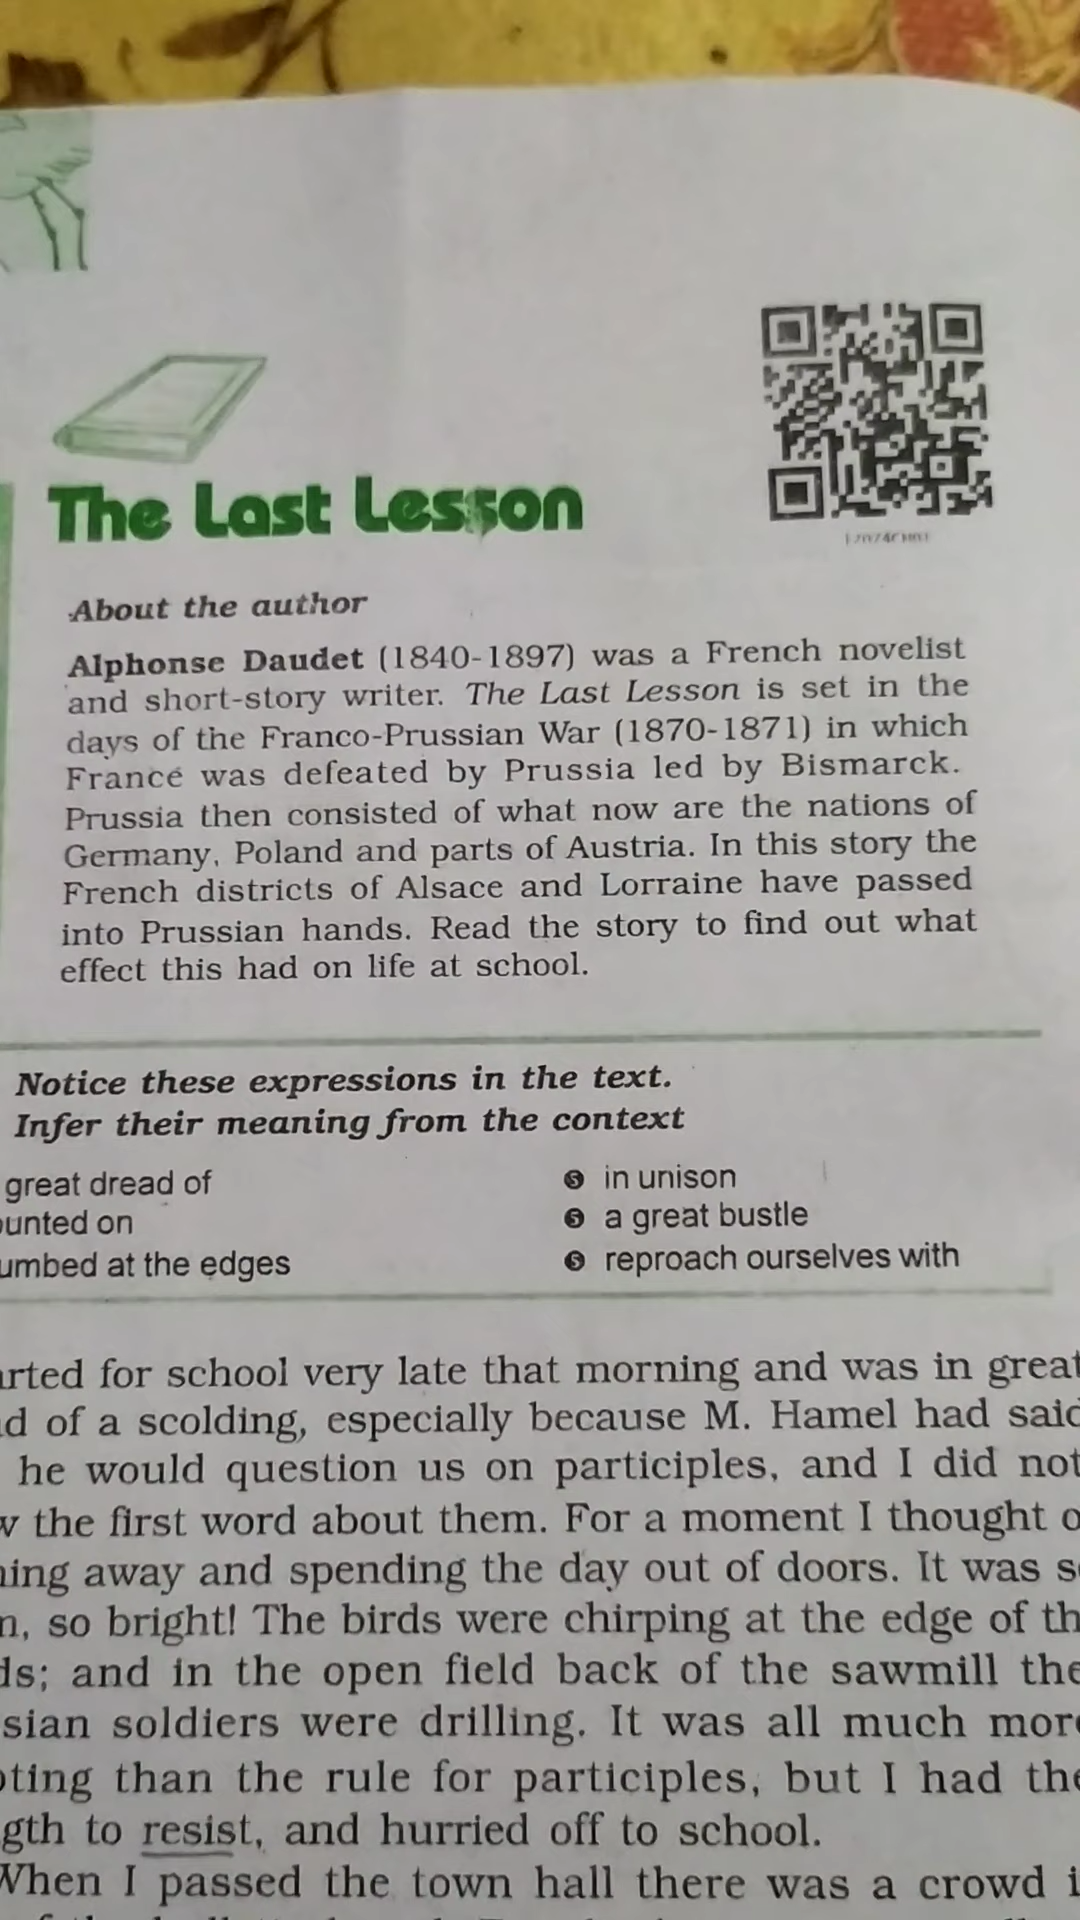 The Last Lesson
About the author
Alphonse Daudet (1840-1897) was a French novelist
and short-story writer. The Last Lesson is set in the
days of the Franco-Prussian War (1870-1871) in which
France was defeated by Prussia led by Bismarck.
Prussia then consisted of what now are the nations of
Germany, Poland and parts of Austria. In this story the
French districts of Alsace and Lorraine have passed
into Prussian hands. Read the story to find out what
effect this had on life at school.
Notice these expressions in the text.
Infer their meaning from the context
great dread of
unted on
umbed at the edges
in unison
a great bustle
reproach ourselves with
rted for school very late that morning and was in great
d of a scolding, especially because M. Hamel had said
he would question us on participles, and I did not
w the first word about them. For a moment I thought o
ing away and spending the day out of doors. It was s
n, so bright! The birds were chirping at the edge of th
ds; and in the open field back of the sawmill the
sian soldiers were drilling. It was all much more
pting than the rule for participles, but I had the
gth to resist, and hurried off to school.
When I passed the town hall there was a crowd i